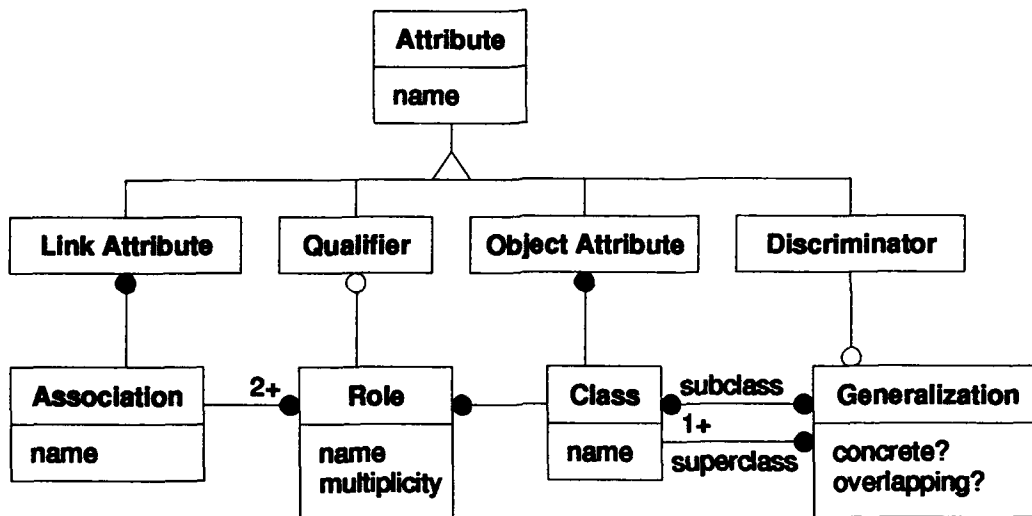 Attribute
name
Link Attribute
Qualifier
Object Attribute
Discriminator
Association
name
2+
Role
name
multiplicity
Class
name
subclass
1+
superclass
Generalization
concrete?
overlapping?